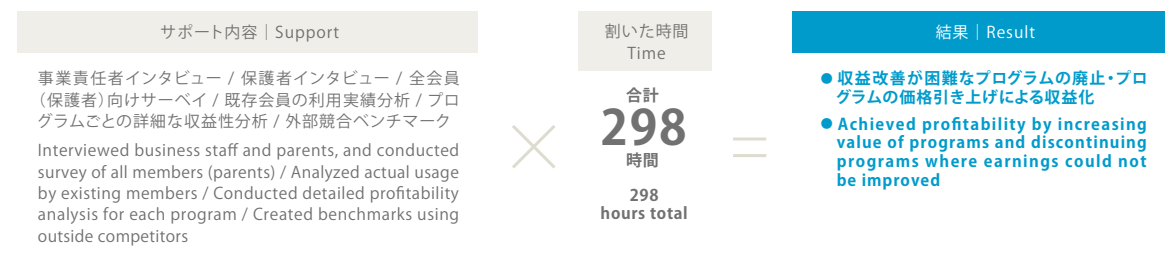 サポート内容｜Support
事業責任者インタビュー / 保護者インタビュー / 全会員
（保護者）向けサーベイ / 既存会員の利用実績分析 / プロ
グラムごとの詳細な収益性分析 / 外部競合ベンチマーク
Interviewed business staff and parents, and conducted
survey of all members (parents) / Analyzed actual usage
by existing members / Conducted detailed profitability
analysis for each program / Created benchmarks using
outside competitors
×
割いた時間
Time
合計
298
時間
298
hours total
=
結果｜Result
● 収益改善が困難なプログラムの廃止・プロ
グラムの価格引き上げによる収益化
● Achieved profitability by increasing
value of programs and discontinuing
programs where earnings could not
be improved